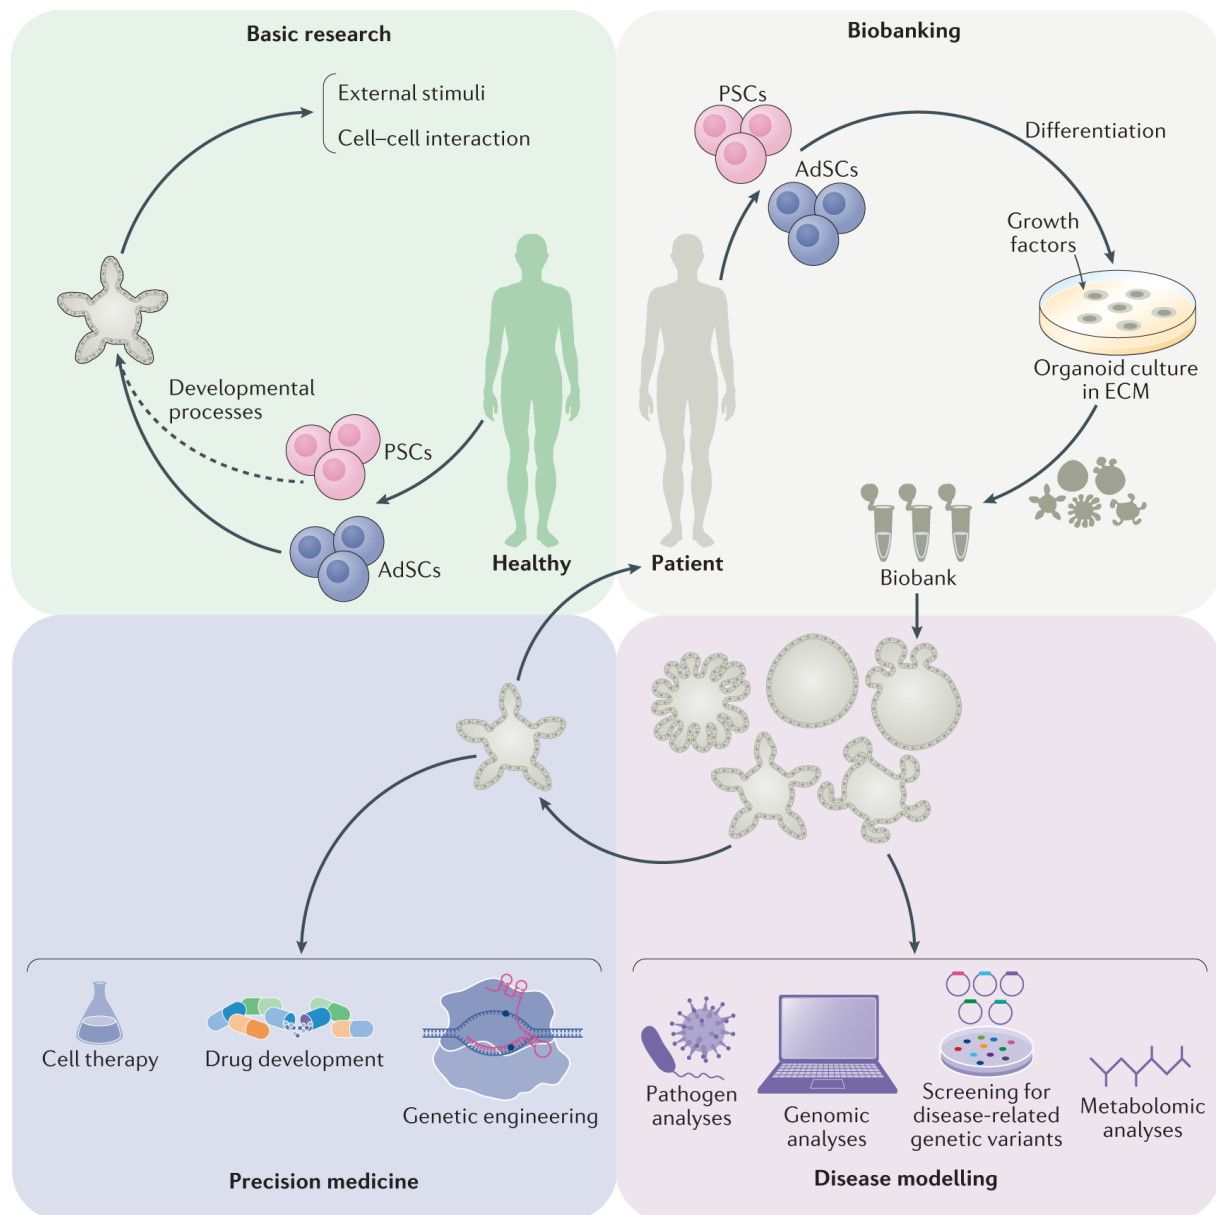 Basic research
External stimuli
Cell–cell interaction
Developmental
processes
PSCs
AdSCs
Healthy
Biobanking
PSCs
AdSCs
Differentiation
Growth
factors
Organoid culture
in ECM
Biobank
Patient
Cell therapy
Drug development
Genetic engineering
Precision medicine
Pathogen
analyses
Genomic
analyses
Screening for
disease-related
genetic variants
Metabolomic
analyses
Disease modelling